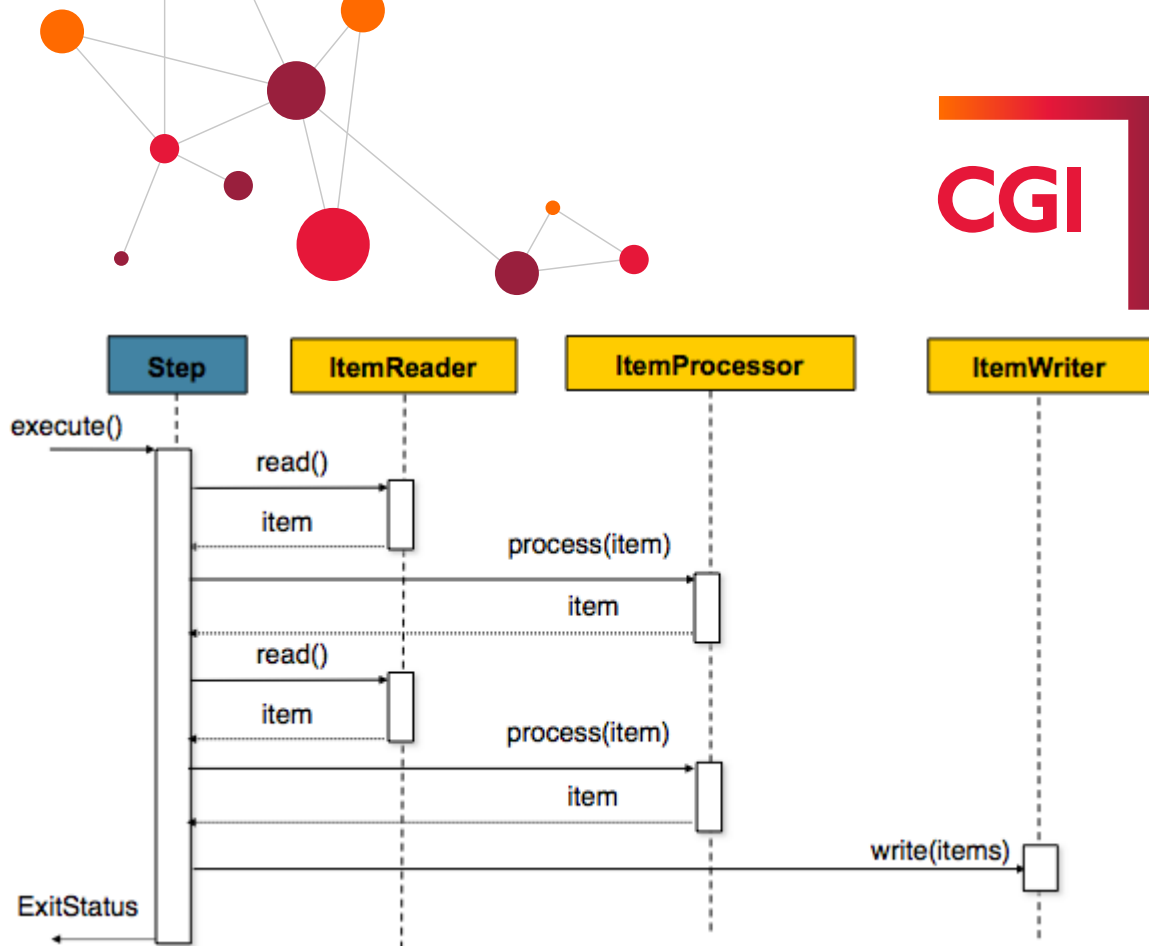 CGI
Step
ItemReader
ItemProcessor
ItemWriter
execute()
read()
item
process(item)
item
read()
item
process(item)
item
write(items)
ExitStatus